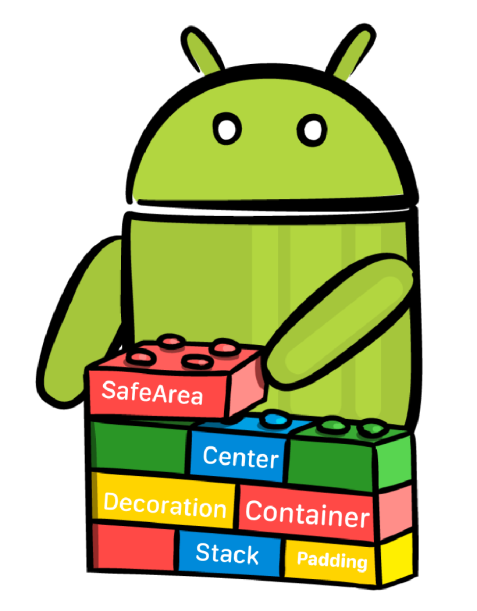 SafeArea
Center
Decoration Container
Stack Padding